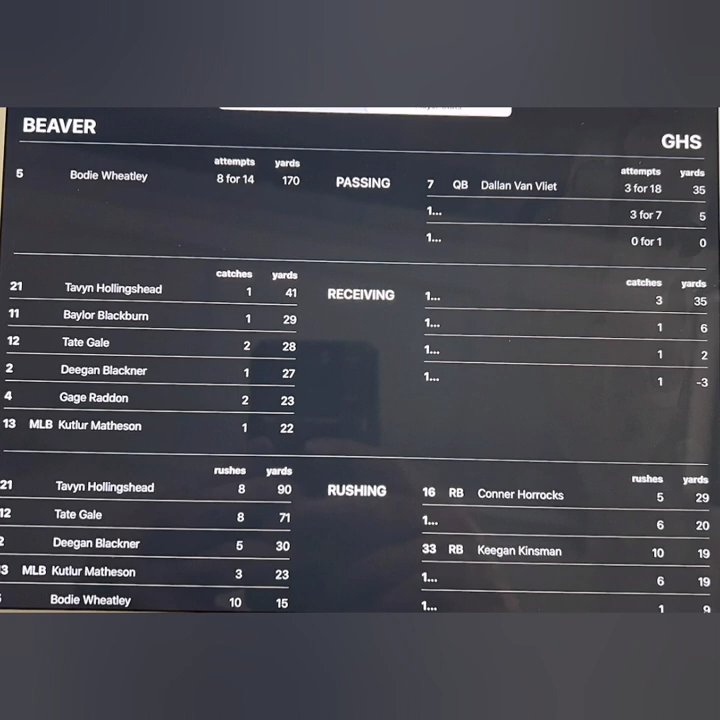 BEAVER
GHS
attempts yards
5 Bodie Wheatley 8 for 14 170
PASSING
attempts yards
7 QB Dallan Van Vliet 3 for 18 35
1... 3 for 7 5
1... 0 for 1 0
catches yards
21 Tavyn Hollingshead 1 41
11 Baylor Blackburn 1 29
12 Tate Gale 2 28
2 Deegan Blackner 1 27
4 Gage Raddon 2 23
13 MLB Kutlur Matheson 1 22
RECEIVING
catches yards
1... 3 35
1... 1 6
1... 1 2
1... 1 -3
rushes yards
21 Tavyn Hollingshead 8 90
12 Tate Gale 8 71
2 Deegan Blackner 5 30
3 MLB Kutlur Matheson 3 23
Bodie Wheatley 10 15
RUSHING
rushes yards
16 RB Conner Horrocks 5 29
1... 6 20
33 RB Keegan Kinsman 10 19
1... 6 19
1... 1 9